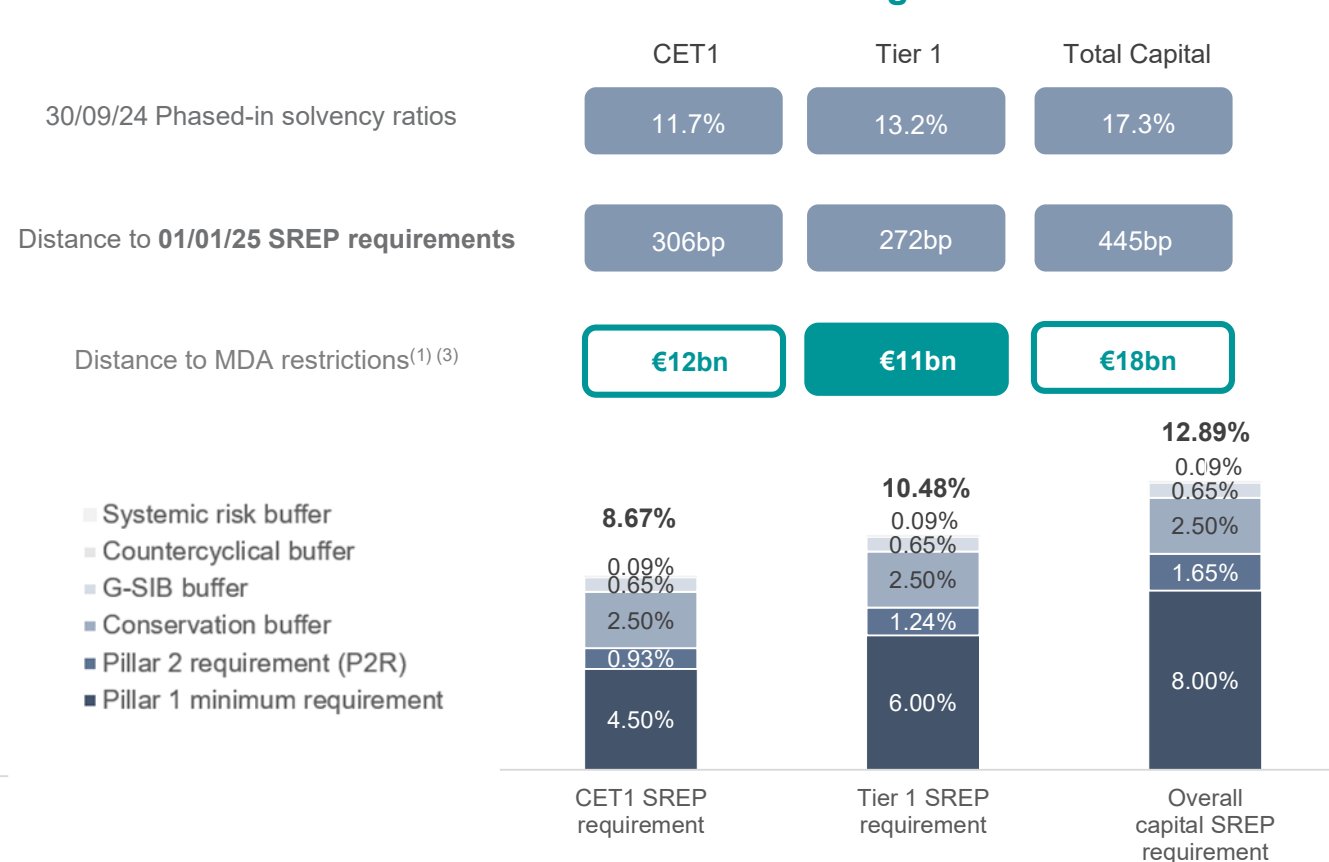 CET1 Tier 1 Total Capital
30/09/24 Phased-in solvency ratios 11.7% 13.2% 17.3%
Distance to 01/01/25 SREP requirements 306bp 272bp 445bp
Distance to MDA restrictions(1) (3) €12bn €11bn €18bn
Systemic risk buffer
Countercyclical buffer
G-SIB buffer
Conservation buffer
Pillar 2 requirement (P2R)
Pillar 1 minimum requirement
8.67%
0.09%
0.65%
2.50%
0.93%
4.50%
CET1 SREP
requirement
10.48%
0.09%
0.65%
2.50%
1.24%
6.00%
Tier 1 SREP
requirement
12.89%
0.09%
0.65%
2.50%
1.65%
8.00%
Overall
capital SREP
requirement